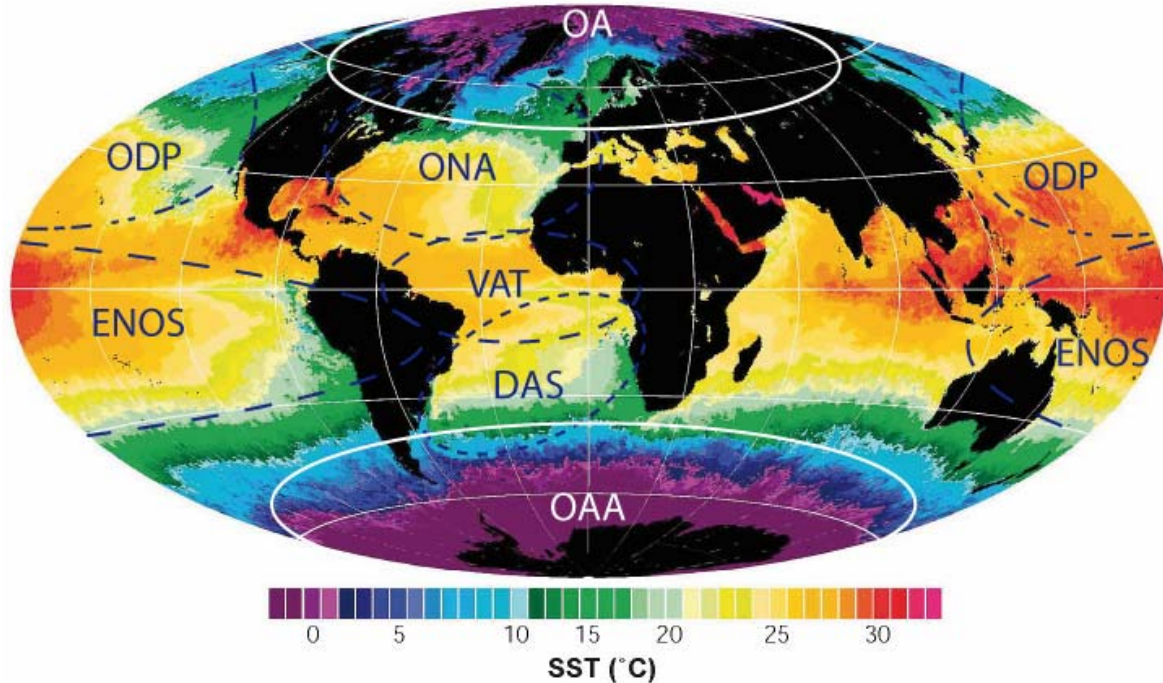 OA
ODP
ONA
ODP
VAT
ENOS
ENOS
DAS
OAA
0 5 10 15 20 25 30
SST (˚C)